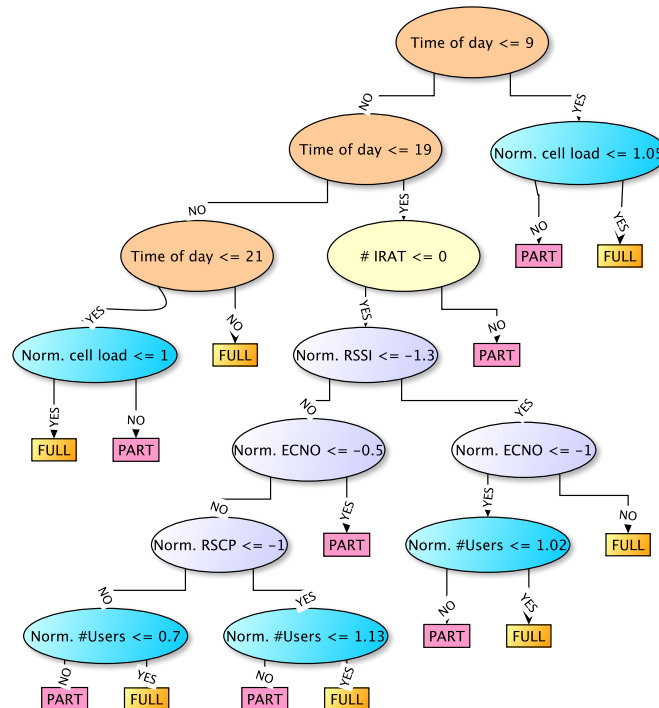 Time of day <= 9
NO
YES
Time of day <= 19
Norm. cell load <= 1.05
NO
YES
NO
YES
Time of day <= 21
# IRAT <= 0
PART
FULL
YES
NO
YES
NO
Norm. cell load <= 1
FULL
Norm. RSSI <= −1.3
PART
YES
NO
NO
YES
FULL
PART
Norm. ECNO <= −0.5
Norm. ECNO <= −1
NO
YES
YES
NO
Norm. RSCP <= −1
PART
Norm. #Users <= 1.02
FULL
NO
YES
NO
YES
Norm. #Users <= 0.7
Norm. #Users <= 1.13
PART
FULL
NO
YES
NO
YES
PART
FULL
PART
FULL